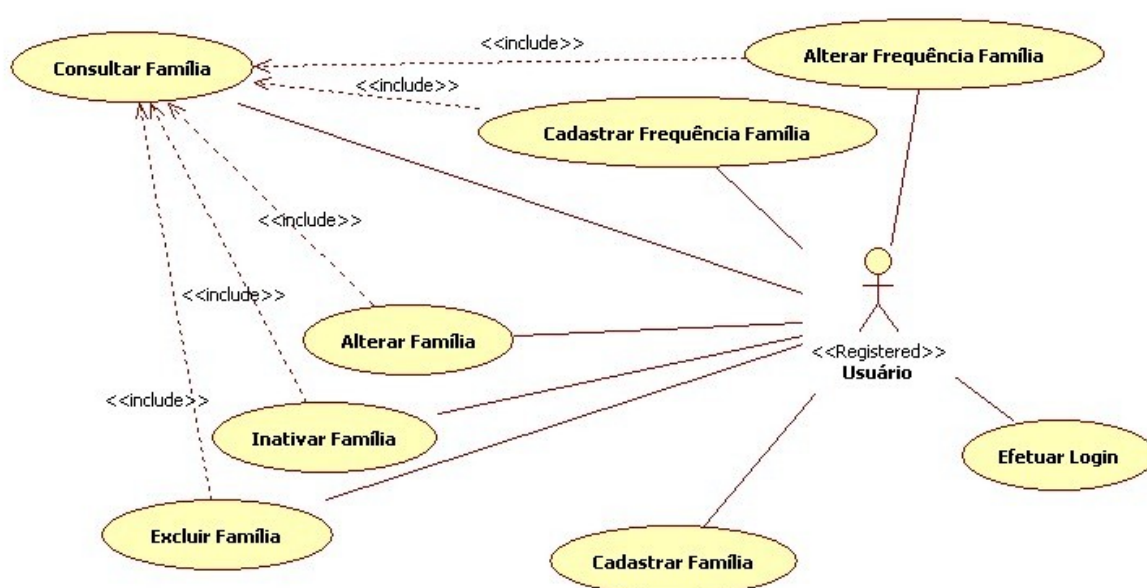 <<include>>
Alterar Frequência Família
Consultar Família
<<include>>
Cadastrar Frequência Família
<<include>>
<<include>>
Alterar Família
<<Registered>>
Usuário
<<include>>
Inativar Família
Efetuar Login
Excluir Família
Cadastrar Família